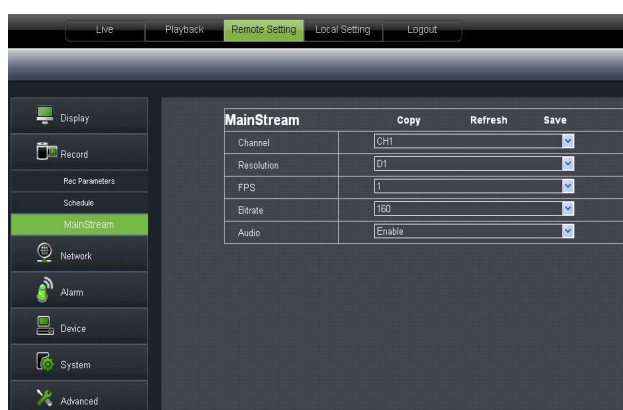 Live Playback Remote Setting Local Setting Logout
Display
Record
Rec Parameters
Schedule
MainStream
Network
Alarm
Device
System
Advanced
MainStream Copy Refresh Save
Channel CH1
Resolution D1
FPS 1
Bitrate 160
Audio Enable